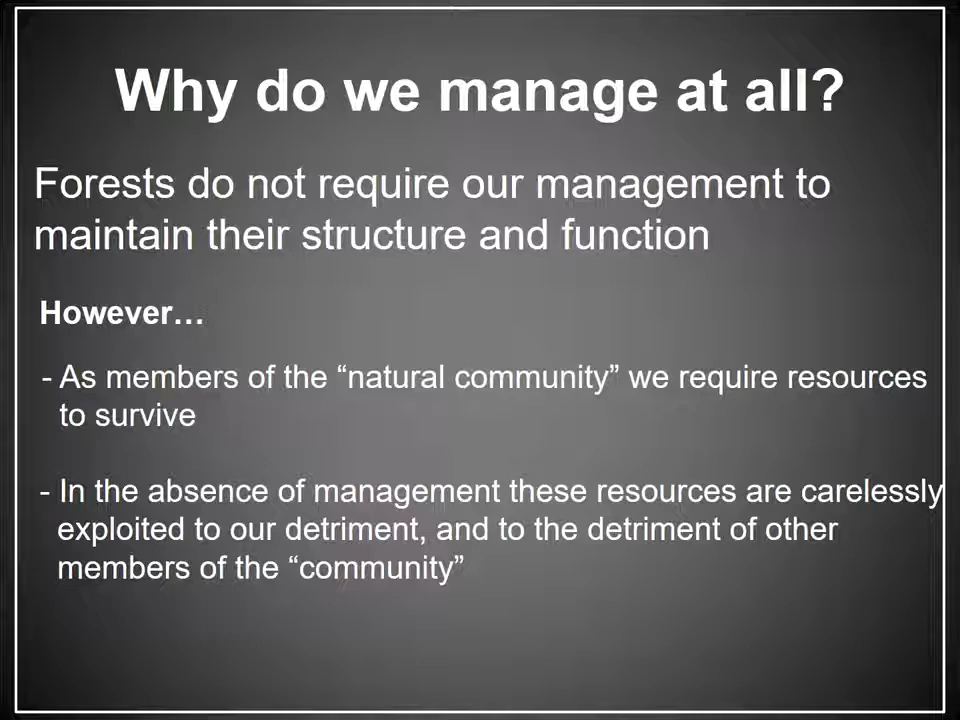 Why do we manage at all?
Forests do not require our management to
maintain their structure and function
However…
- As members of the “natural community” we require resources
to survive
- In the absence of management these resources are carelessly
exploited to our detriment, and to the detriment of other
members of the “community”